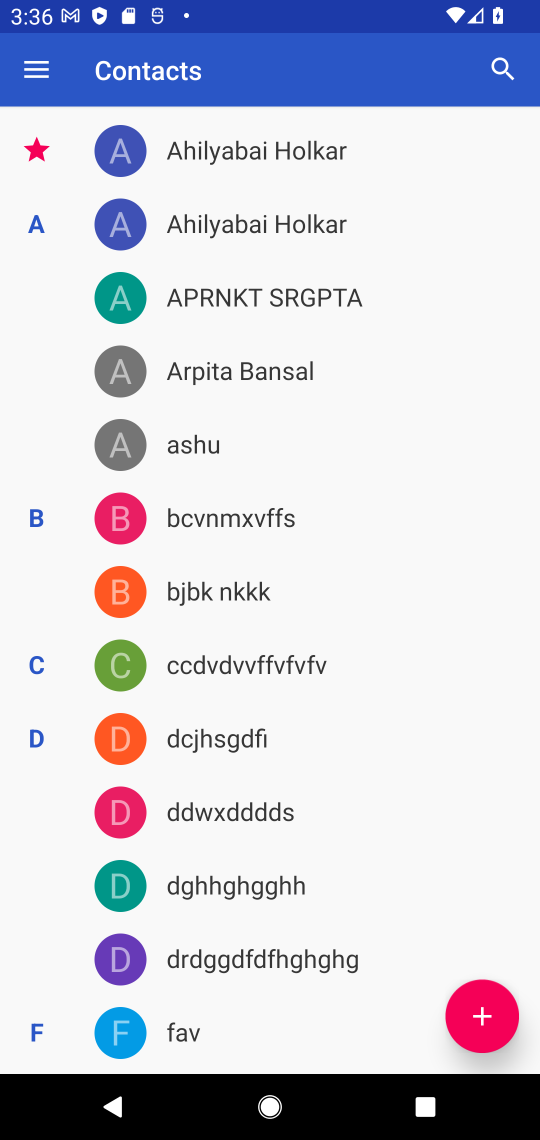 3:36
Contacts
A Ahilyabai Holkar
A A Ahilyabai Holkar
A APRNKT SRGPTA
A Arpita Bansal
A ashu
B B bcvnmxvffs
B bjbk nkkk
C C ccdvdvvffvfvfv
D D dcjhsgdfi
D ddwxdddds
D dghhghgghh
D drdggdfdfhghghg
F F fav